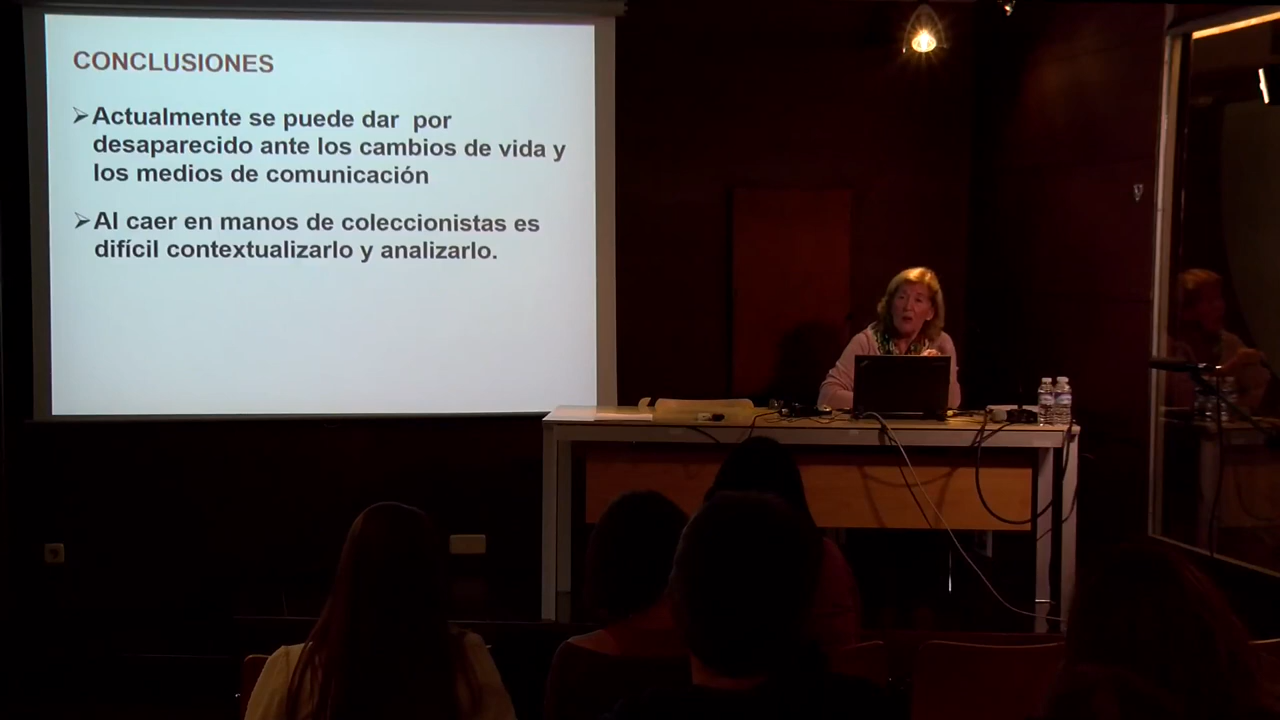 CONCLUSIONES
➢Actualmente se puede dar por
desaparecido ante los cambios de vida y
los medios de comunicación
➢Al caer en manos de coleccionistas es
difícil contextualizarlo y analizarlo.